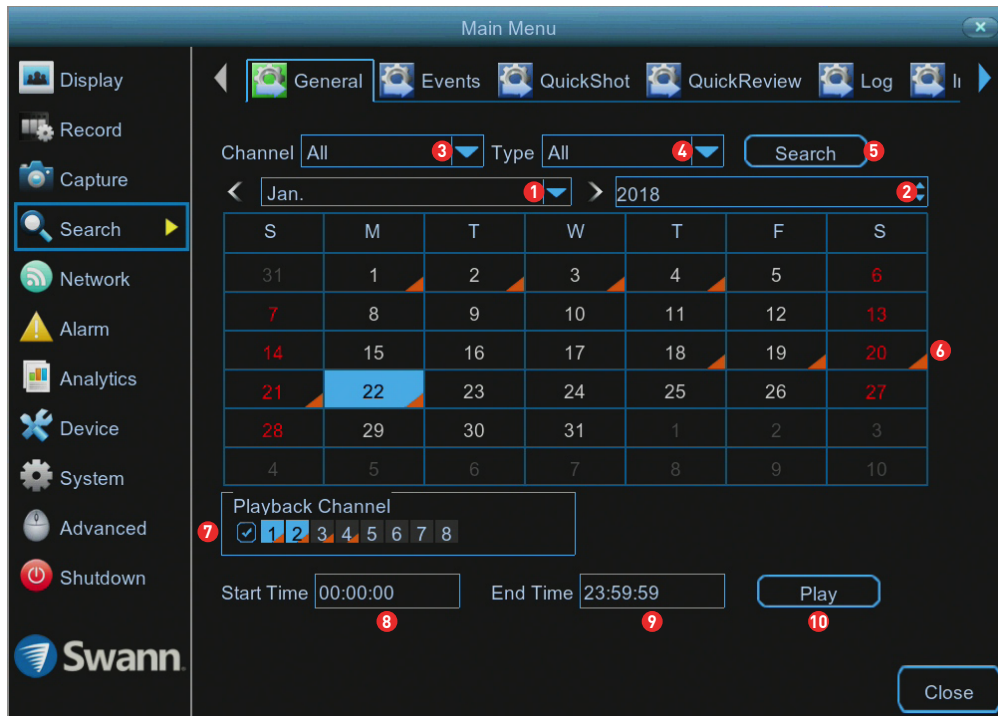 Main Menu
Display
Record
Capture
Search
Network
Alarm
Analytics
Device
System
Advanced
Shutdown
Swann.
General Events QuickShot QuickReview Log
Channel All 3 Type All 4 Search 5
Jan. 1 2018 2
S M T W T F S
31 1 2 3 4 5 6
7 8 9 10 11 12 13
14 15 16 17 18 19 20 6
21 22 23 24 25 26 27
28 29 30 31 1 2 3
4 5 6 7 8 9 10
Playback Channel
7 1 2 3 4 5 6 7 8
Start Time 00:00:00 End Time 23:59:59 Play
8 9 10
Close